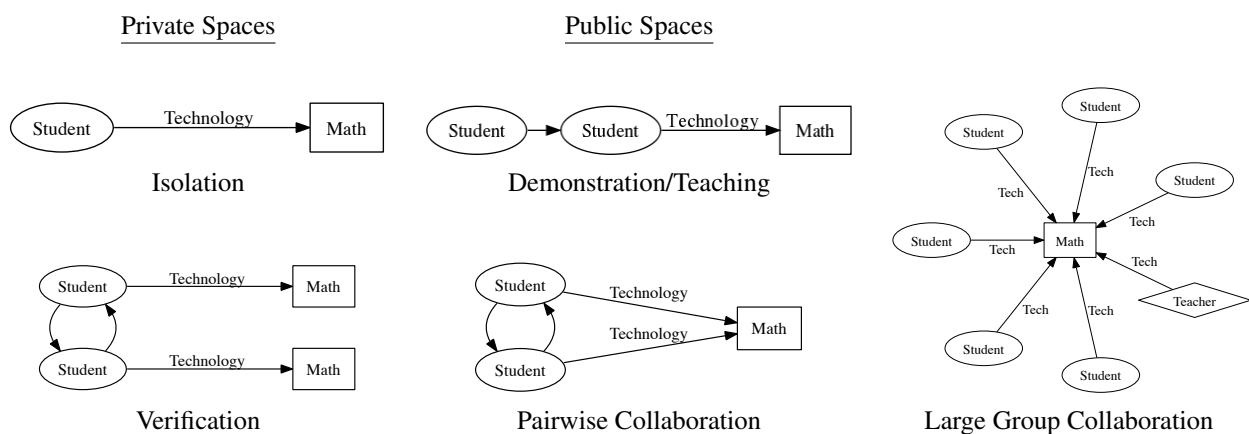 Private Spaces
Public Spaces
Student
Technology
Math
Isolation
Student
Student
Technology
Math
Demonstration/Teaching
Student
Technology
Math
Student
Technology
Math
Verification
Student
Technology
Math
Technology
Student
Pairwise Collaboration
Student
Student
Tech
Tech
Student
Tech
Student
Tech
Math
Tech
Teacher
Tech
Tech
Student
Student
Large Group Collaboration